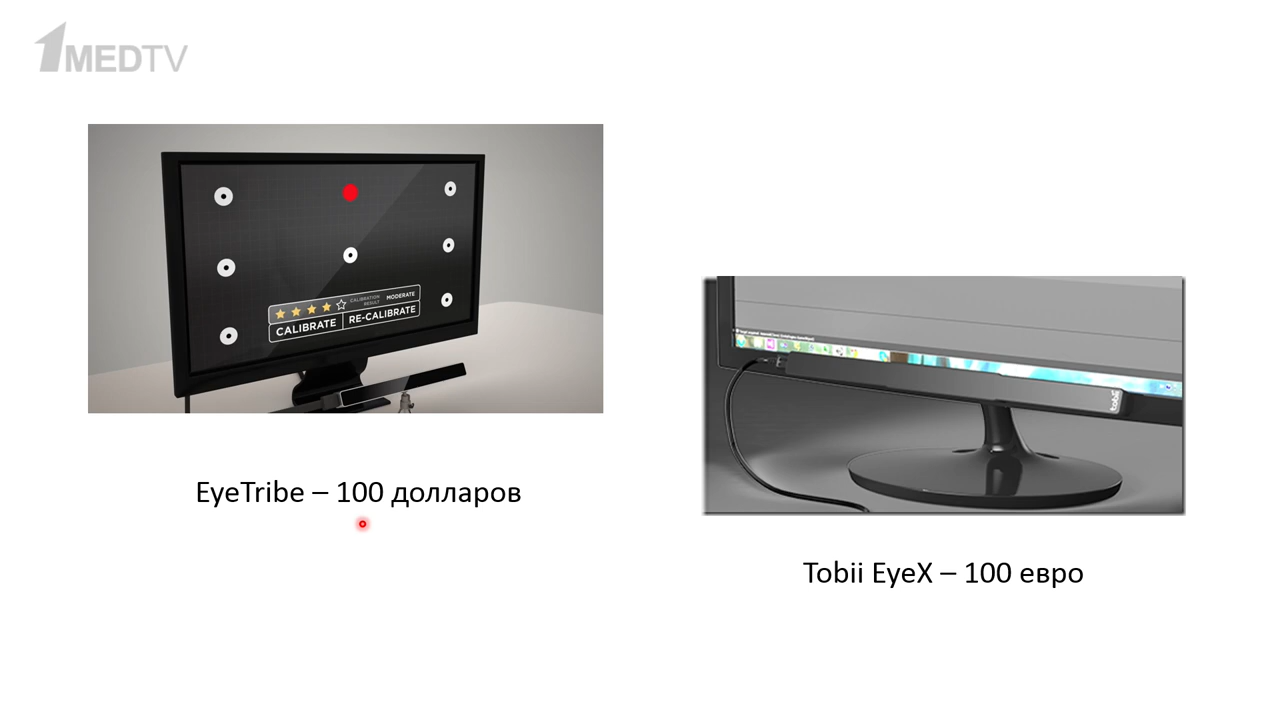 1MEDTV
CALIBRATION RESULT MODERATE
CALIBRATE RE-CALIBRATE
tobii
EyeTribe – 100 долларов
Tobii EyeX – 100 евро